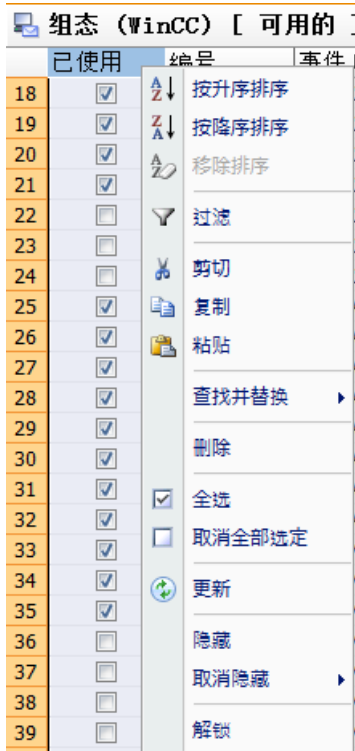 组态 (WinCC) [ 可用的
已使用 编号 事件
18
19
20
21
22
23
24
25
26
27
28
29
30
31
32
33
34
35
36
37
38
39
按升序排序
按降序排序
移除排序
过滤
剪切
复制
粘贴
查找并替换
删除
全选
取消全部选定
更新
隐藏
取消隐藏
解锁